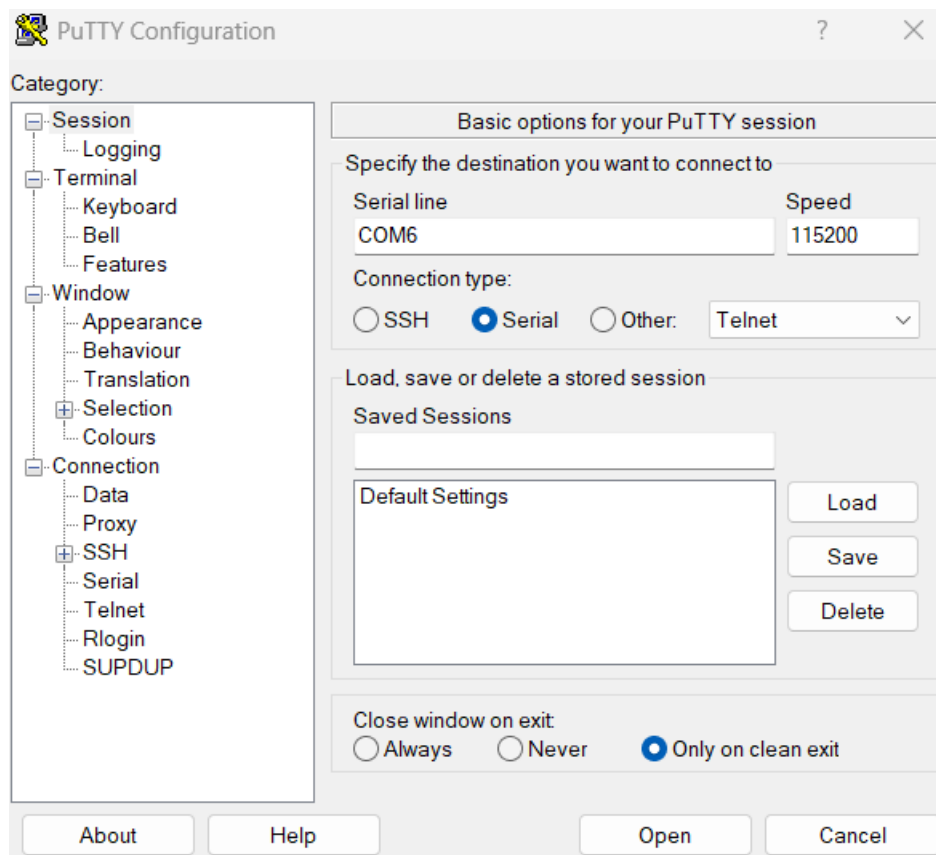 PuTTY Configuration
?
Category:
Session
Logging
Terminal
Keyboard
Bell
Features
Window
Appearance
Behaviour
Translation
Selection
Colours
Connection
Data
Proxy
SSH
Serial
Telnet
Rlogin
SUPDUP
Basic options for your PuTTY session
Specify the destination you want to connect to
Serial line Speed
COM6 115200
Connection type:
SSH Serial Other: Telnet
Load, save or delete a stored session
Saved Sessions
Default Settings
Load
Save
Delete
Close window on exit:
Always Never Only on clean exit
About Help Open Cancel